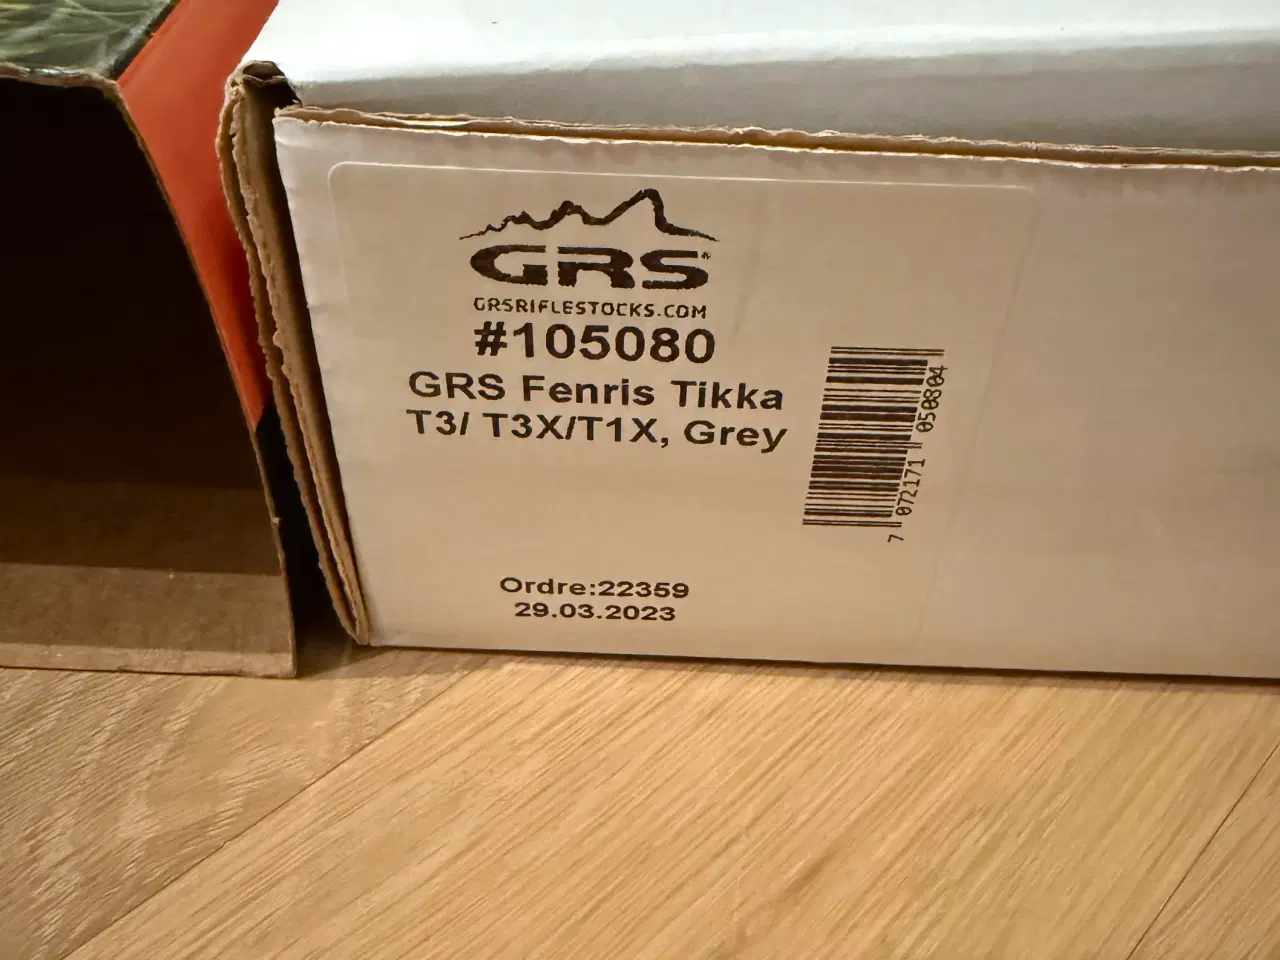 GRS®
GRSRIFLESTOCKS.COM
#105080
GRS Fenris Tikka
T3/ T3X/T1X, Grey
7 072171 050804
Ordre:22359
29.03.2023